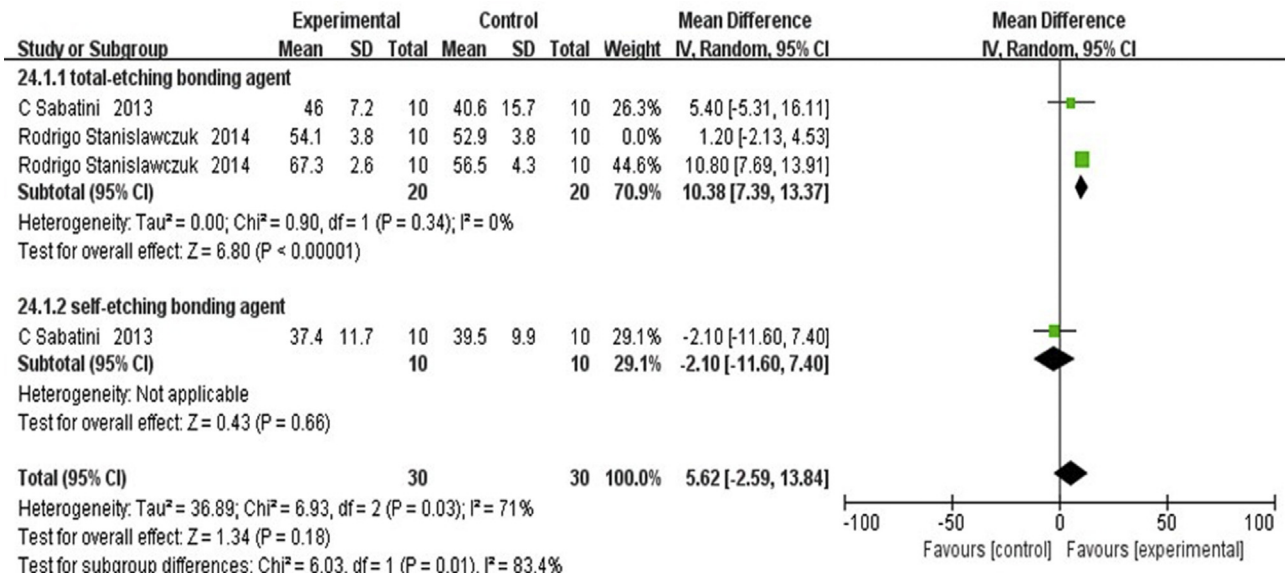 Experimental Control Mean Difference Mean Difference
Study or Subgroup Mean SD Total Mean SD Total Weight IV, Random, 95% CI IV, Random, 95% CI
24.1.1 total-etching bonding agent
C Sabatini 2013 46 7.2 10 40.6 15.7 10 26.3% 5.40 [-5.31, 16.11]
Rodrigo Stanislawczuk 2014 54.1 3.8 10 52.9 3.8 10 0.0% 1.20 [-2.13, 4.53]
Rodrigo Stanislawczuk 2014 67.3 2.6 10 56.5 4.3 10 44.6% 10.80 [7.69, 13.91]
Subtotal (95% CI) 20 20 70.9% 10.38 [7.39, 13.37]
Heterogeneity: Tau² = 0.00; Chi² = 0.90, df = 1 (P = 0.34); I² = 0%
Test for overall effect: Z = 6.80 (P < 0.00001)
24.1.2 self-etching bonding agent
C Sabatini 2013 37.4 11.7 10 39.5 9.9 10 29.1% -2.10 [-11.60, 7.40]
Subtotal (95% CI) 10 10 29.1% -2.10 [-11.60, 7.40]
Heterogeneity: Not applicable
Test for overall effect: Z = 0.43 (P = 0.66)
Total (95% CI) 30 30 100.0% 5.62 [-2.59, 13.84]
Heterogeneity: Tau² = 36.89; Chi² = 6.93, df = 2 (P = 0.03); I² = 71%
Test for overall effect: Z = 1.34 (P = 0.18)
Test for subgroup differences: Chi² = 6.03, df = 1 (P = 0.01), I² = 83.4%
-100 -50 0 50 100
Favours [control] Favours [experimental]